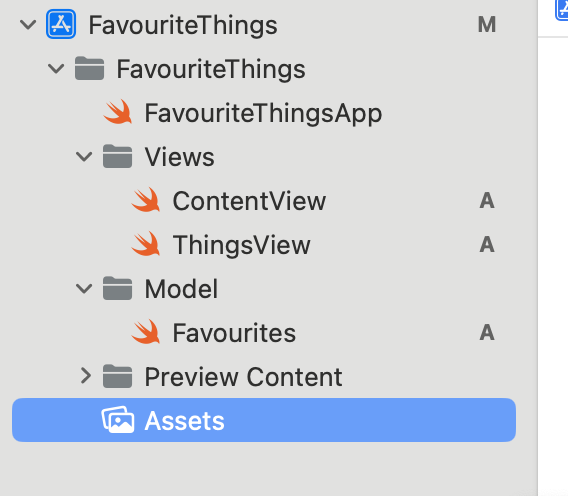 FavouriteThings M
FavouriteThings
FavouriteThingsApp
Views
ContentView A
ThingsView A
Model
Favourites A
Preview Content
Assets